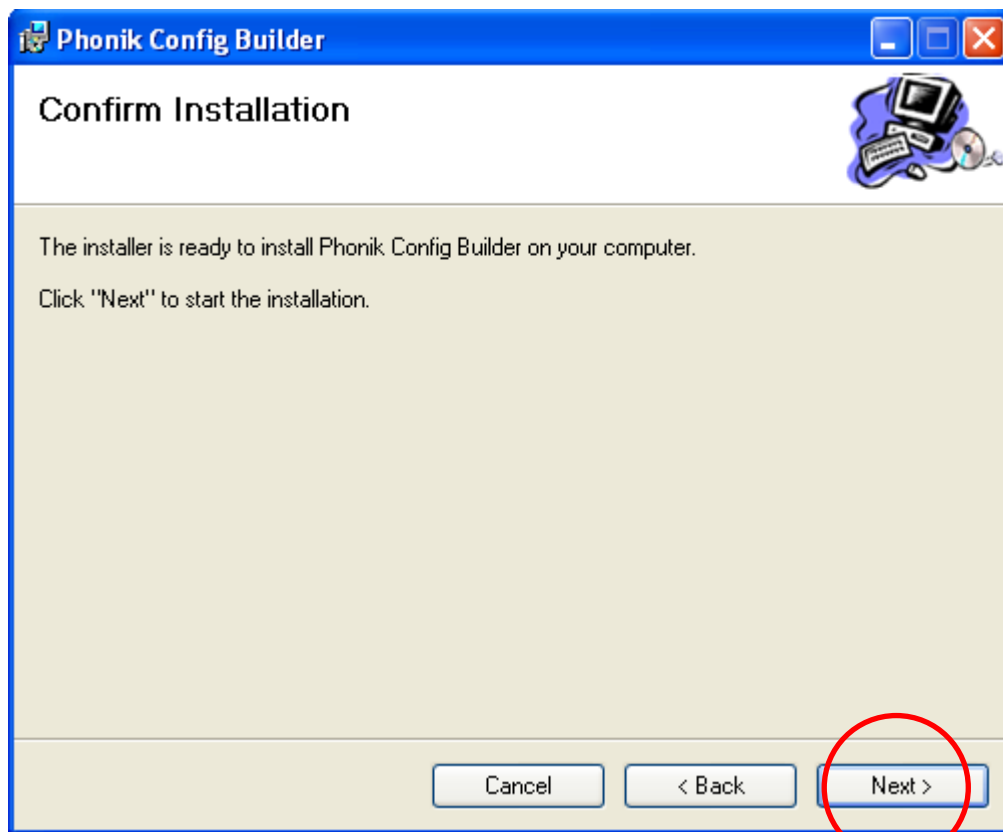 Phonik Config Builder
Confirm Installation
The installer is ready to install Phonik Config Builder on your computer.
Click "Next" to start the installation.
Cancel
< Back
Next >